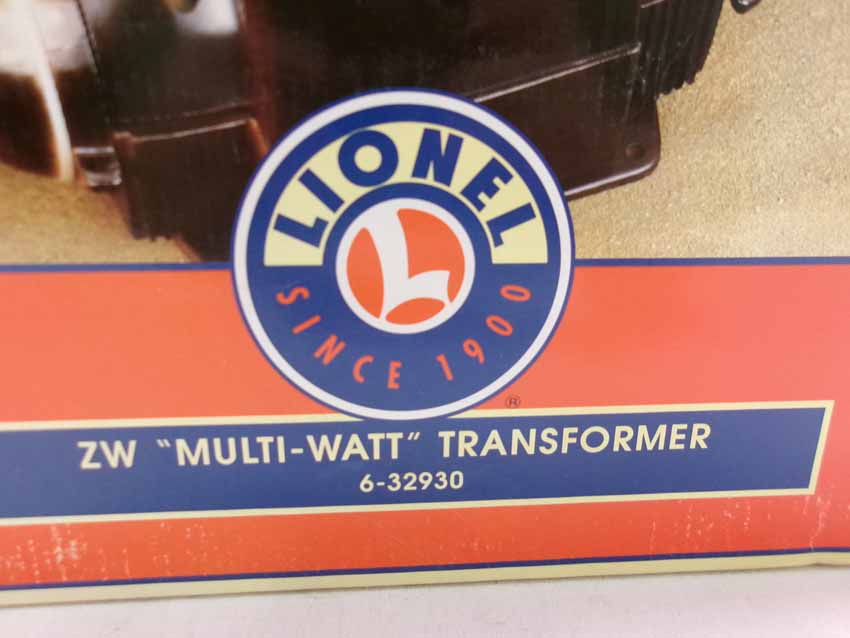 LIONEL
SINCE 1900
®
ZW "MULTI-WATT" TRANSFORMER
6-32930